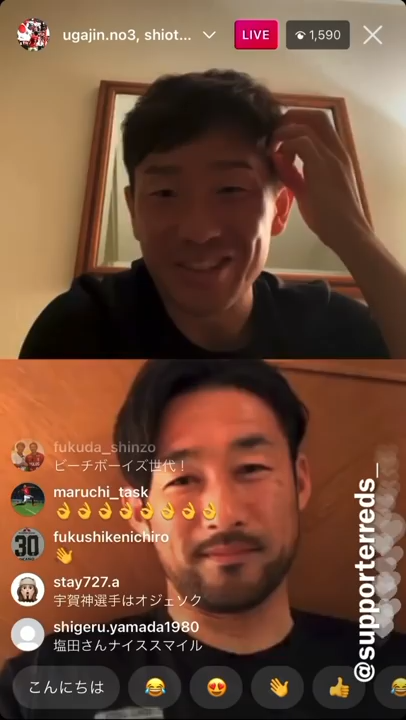 ugajin.no3, shiot...
LIVE
1,590
fukuda_shinzo
ビーチボーイズ世代！
maruchi_task
👌👌👌👌👌👌👌👌
fukushikenichiro
30
👋
stay727.a
宇賀神選手はオジェソク
shigeru.yamada1980
塩田さんナイススマイル
@supporterreds_
こんにちは
😂 😍 👋 👍 😂